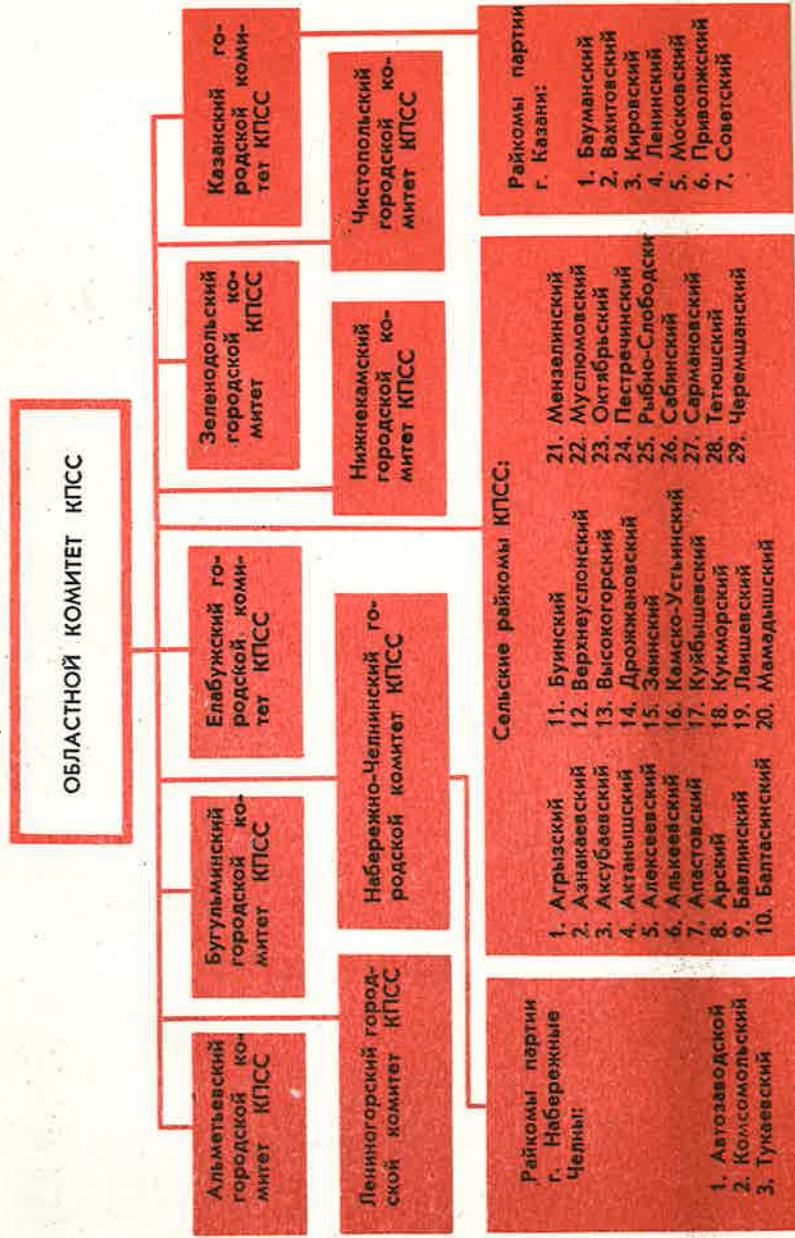 ОБЛАСТНОЙ КОМИТЕТ КПСС
Альметьевский
городской ко-
митет КПСС
Бугульминский
городской ко-
митет КПСС
Елабужский го-
родской коми-
тет КПСС
Зеленодольский
городской ко-
митет КПСС
Казанский го-
родской коми-
тет КПСС
Лениногорский город-
ской комитет КПСС
Набережно-Челнинский го-
родской комитет КПСС
Нижнекамский
городской ко-
митет КПСС
Чистопольский
городской ко-
митет КПСС
Райкомы партии
г. Набережные
Челны:
1. Автозаводской
2. Комсомольский
3. Тукаевский
Сельские райкомы КПСС:
1. Агрызский
2. Азнакаевский
3. Аксубаевский
4. Актанышский
5. Алексеевский
6. Алькеевский
7. Апастовский
8. Арский
9. Бавлинский
10. Балтасинский
11. Буинский
12. Верхнеуслонский
13. Высокогорский
14. Дрожжановский
15. Заинский
16. Камско-Устьинский
17. Куйбышевский
18. Кукморский
19. Лаишевский
20. Мамадышский
21. Мензелинский
22. Муслюмовский
23. Октябрьский
24. Пестречинский
25. Рыбно-Слободски
26. Сабинский
27. Сармановский
28. Тетюшский
29. Черемшанский
Райкомы партии
г. Казани:
1. Бауманский
2. Вахитовский
3. Кировский
4. Ленинский
5. Московский
6. Приволжский
7. Советский